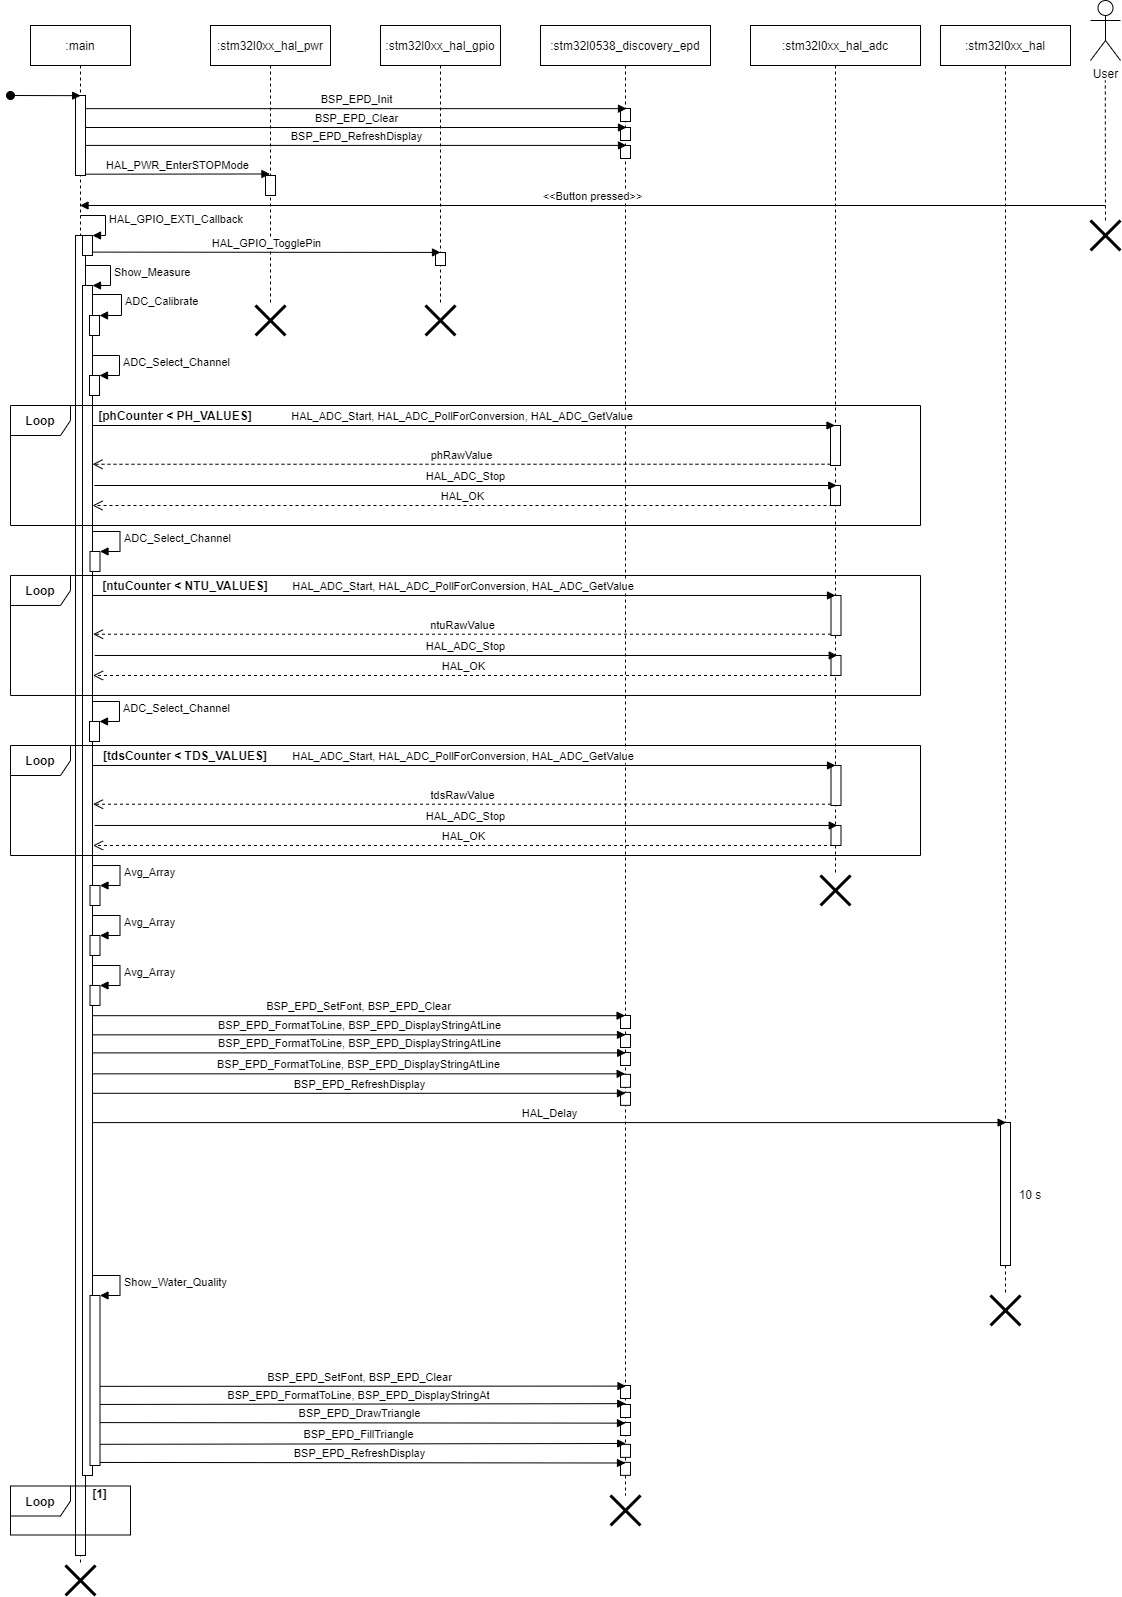 :main
:stm32l0xx_hal_pwr
:stm32l0xx_hal_gpio
:stm32l0538_discovery_epd
:stm32l0xx_hal_adc
:stm32l0xx_hal
User
BSP_EPD_Init
BSP_EPD_Clear
BSP_EPD_RefreshDisplay
HAL_PWR_EnterSTOPMode
<<Button pressed>>
HAL_GPIO_EXTI_Callback
HAL_GPIO_TogglePin
Show_Measure
ADC_Calibrate
ADC_Select_Channel
Loop
[phCounter < PH_VALUES]
HAL_ADC_Start, HAL_ADC_PollForConversion, HAL_ADC_GetValue
phRawValue
HAL_ADC_Stop
HAL_OK
ADC_Select_Channel
Loop
[ntuCounter < NTU_VALUES]
HAL_ADC_Start, HAL_ADC_PollForConversion, HAL_ADC_GetValue
ntuRawValue
HAL_ADC_Stop
HAL_OK
ADC_Select_Channel
Loop
[tdsCounter < TDS_VALUES]
HAL_ADC_Start, HAL_ADC_PollForConversion, HAL_ADC_GetValue
tdsRawValue
HAL_ADC_Stop
HAL_OK
Avg_Array
Avg_Array
Avg_Array
BSP_EPD_SetFont, BSP_EPD_Clear
BSP_EPD_FormatToLine, BSP_EPD_DisplayStringAtLine
BSP_EPD_FormatToLine, BSP_EPD_DisplayStringAtLine
BSP_EPD_FormatToLine, BSP_EPD_DisplayStringAtLine
BSP_EPD_RefreshDisplay
HAL_Delay
10 s
Show_Water_Quality
BSP_EPD_SetFont, BSP_EPD_Clear
BSP_EPD_FormatToLine, BSP_EPD_DisplayStringAt
BSP_EPD_DrawTriangle
BSP_EPD_FillTriangle
BSP_EPD_RefreshDisplay
Loop
[1]